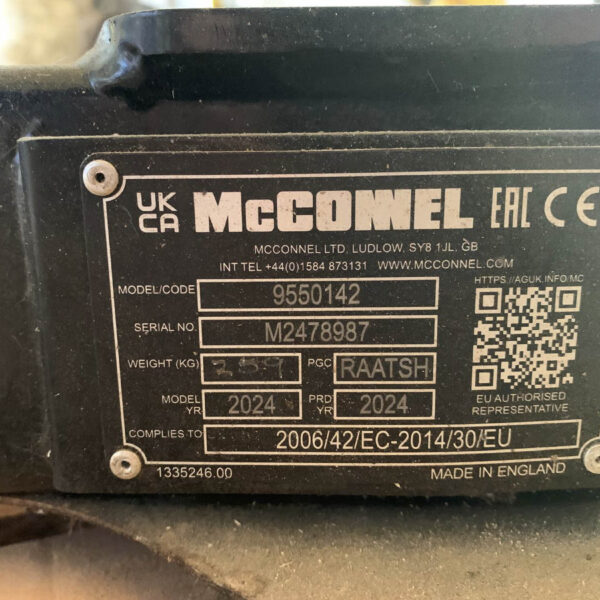 UK
CA McCONNEL EAC CE
MCCONNEL LTD. LUDLOW. SY8 1JL. GB
INT TEL +44(0)1584 873131 WWW.MCCONNEL.COM
HTTPS://AGUK.INFO/MC
MODEL/CODE 9550142
SERIAL NO. M2478987
WEIGHT (KG) 259 PGC RAATSH
MODEL YR 2024 PRD YR 2024
EU AUTHORISED
REPRESENTATIVE
COMPLIES TO 2006/42/EC-2014/30/EU
1335246.00 MADE IN ENGLAND